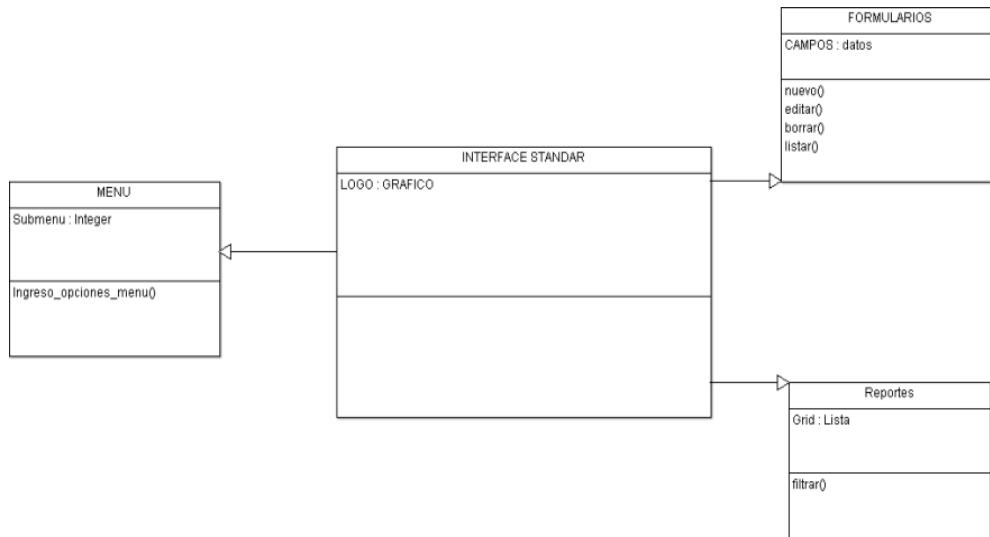 FORMULARIOS
CAMPOS : datos
nuevo()
editar()
borrar()
listar()
INTERFACE STANDAR
LOGO : GRAFICO
MENU
Submenu : Integer
Ingreso_opciones_menu()
Reportes
Grid : Lista
filtrar()